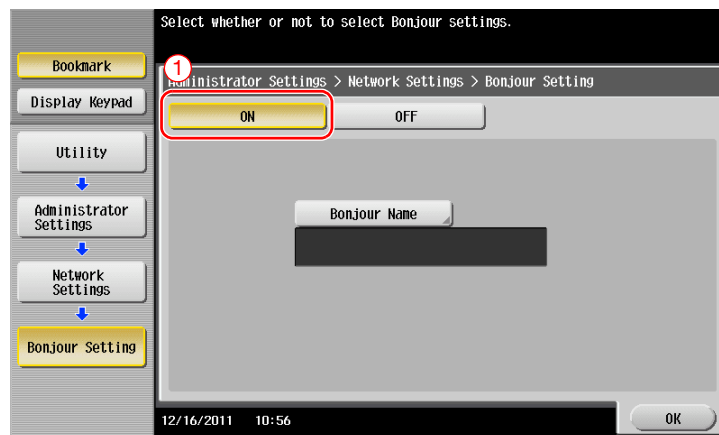 Select whether or not to select Bonjour settings.
Bookmark
Display Keypad
Utility
Administrator
Settings
Network
Settings
Bonjour Setting
1
Administrator Settings > Network Settings > Bonjour Setting
ON
OFF
Bonjour Name
12/16/2011 10:56
OK